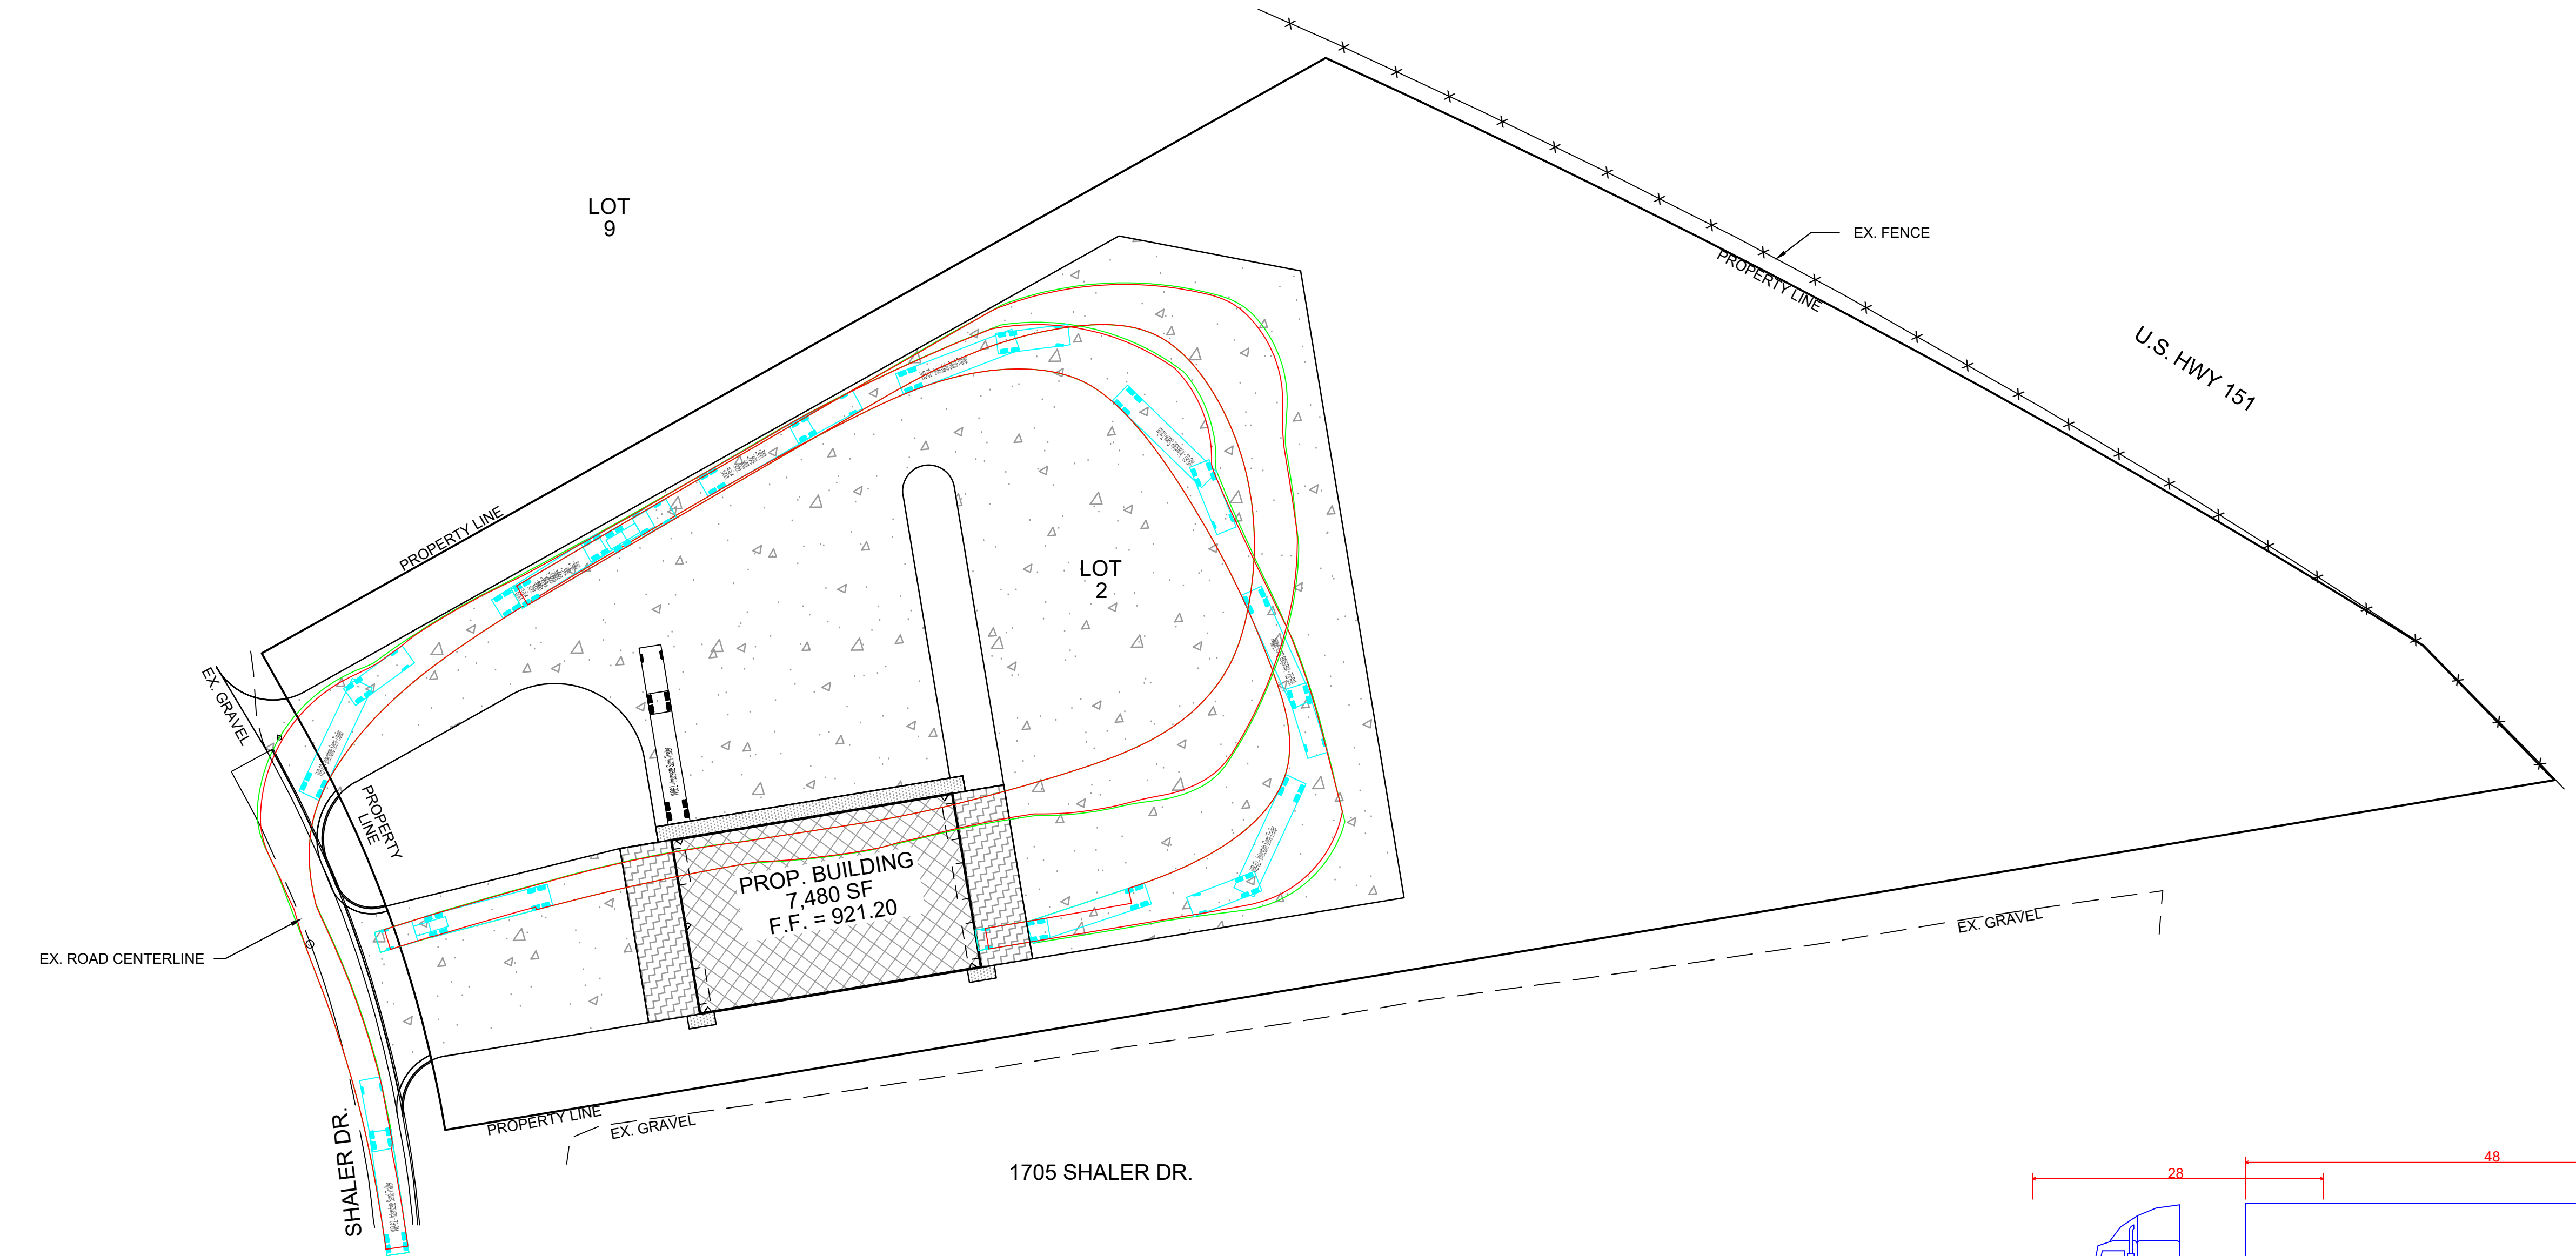 LOT
9
EX. FENCE
PROPERTY LINE
U.S. HWY 151
PROPERTY LINE
LOT
2
EX. GRAVEL
PROPERTY
LINE
PROP. BUILDING
7,480 SF
F.F. = 921.20
EX. ROAD CENTERLINE
EX. GRAVEL
PROPERTY LINE
EX. GRAVEL
SHALER DR.
1705 SHALER DR.
28
48